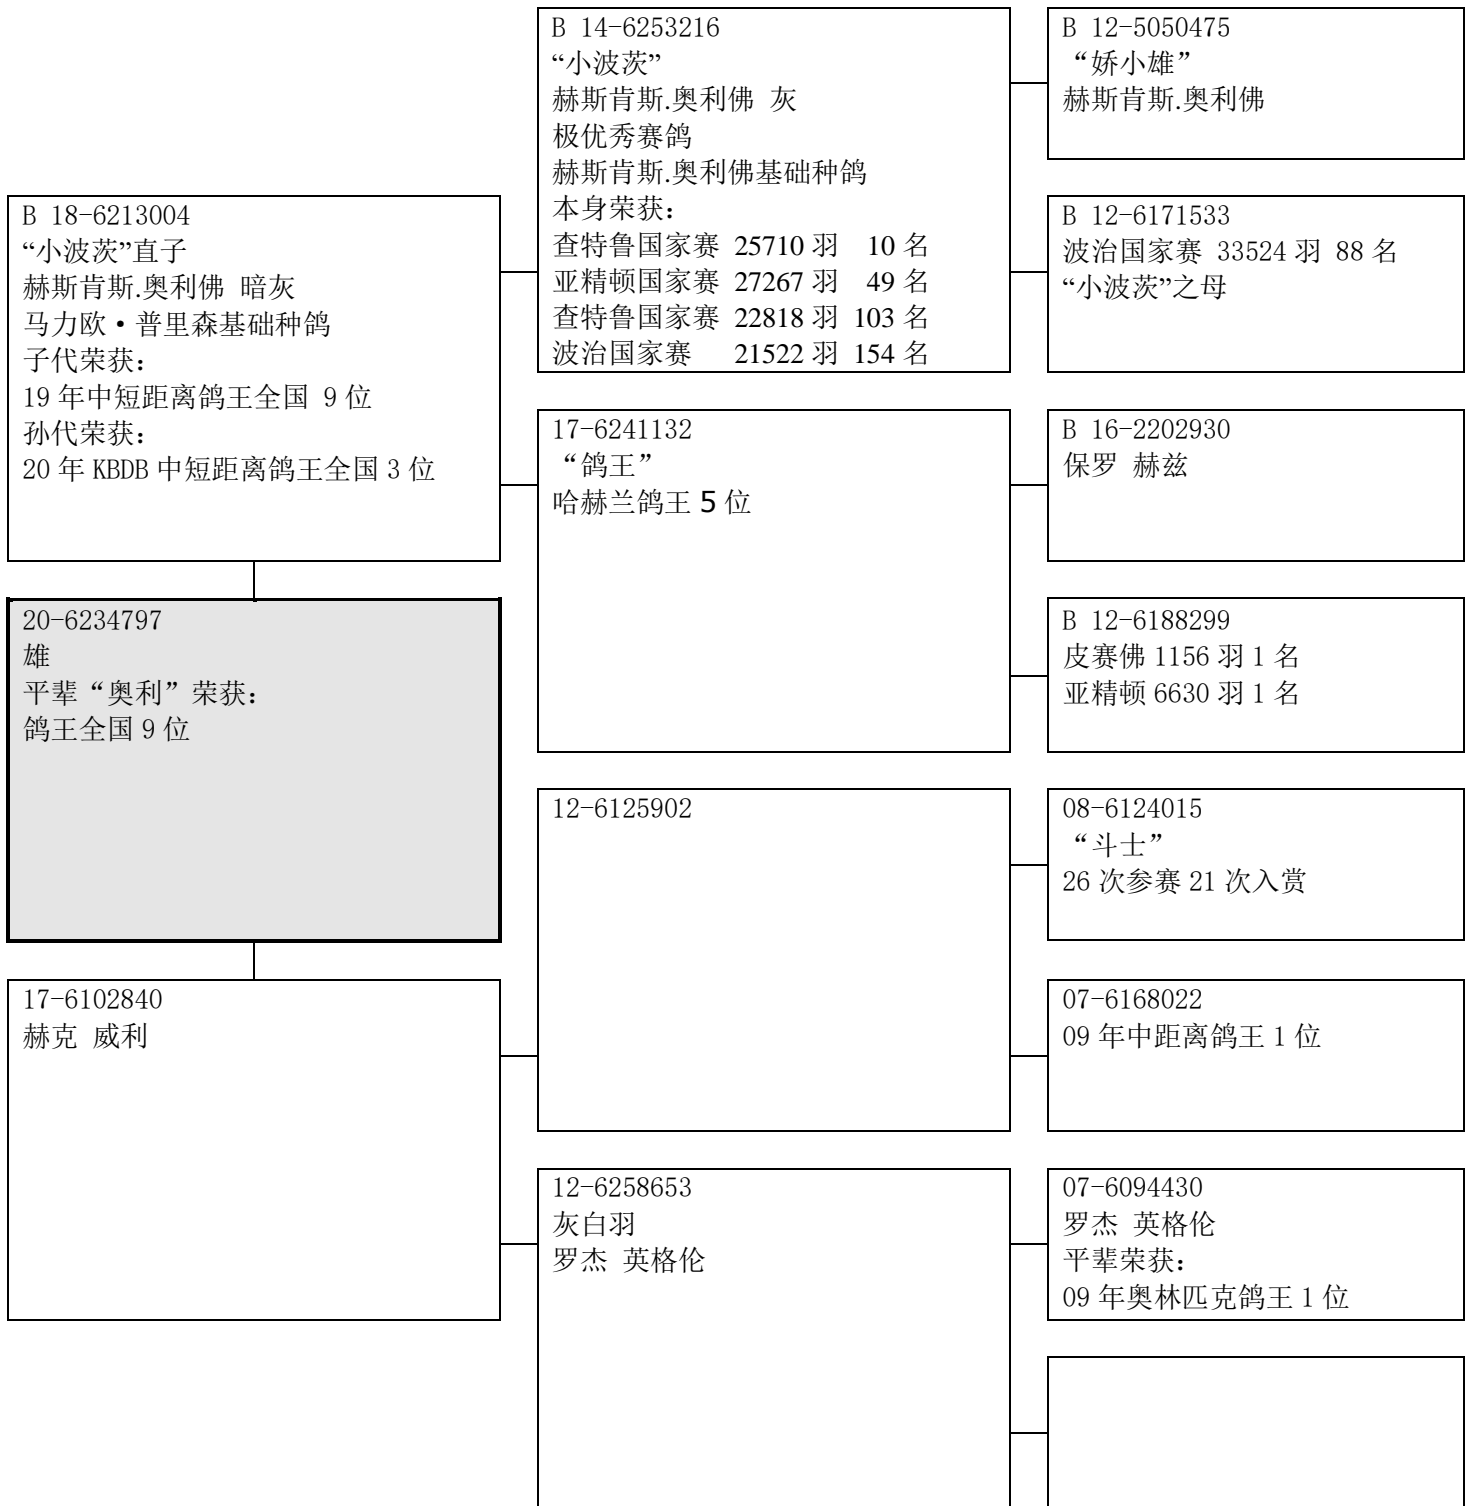 B 18-6213004
“小波茨”直子
赫斯肯斯.奥利佛 暗灰
马力欧·普里森基础种鸽
子代荣获：
19 年中短距离鸽王全国 9 位
孙代荣获：
20 年 KBDB 中短距离鸽王全国 3 位
20-6234797
雄
平辈“奥利”荣获：
鸽王全国 9 位
17-6102840
赫克 威利
B 14-6253216
“小波茨”
赫斯肯斯.奥利佛 灰
极优秀赛鸽
赫斯肯斯.奥利佛基础种鸽
本身荣获：
查特鲁国家赛 25710 羽 10 名
亚精顿国家赛 27267 羽 49 名
查特鲁国家赛 22818 羽 103 名
波治国家赛 21522 羽 154 名
17-6241132
“鸽王”
哈赫兰鸽王 5 位
12-6125902
12-6258653
灰白羽
罗杰 英格伦
B 12-5050475
“娇小雄”
赫斯肯斯.奥利佛
B 12-6171533
波治国家赛 33524 羽 88 名
“小波茨”之母
B 16-2202930
保罗 赫兹
B 12-6188299
皮赛佛 1156 羽 1 名
亚精顿 6630 羽 1 名
08-6124015
“斗士”
26 次参赛 21 次入赏
07-6168022
09 年中距离鸽王 1 位
07-6094430
罗杰 英格伦
平辈荣获：
09 年奥林匹克鸽王 1 位